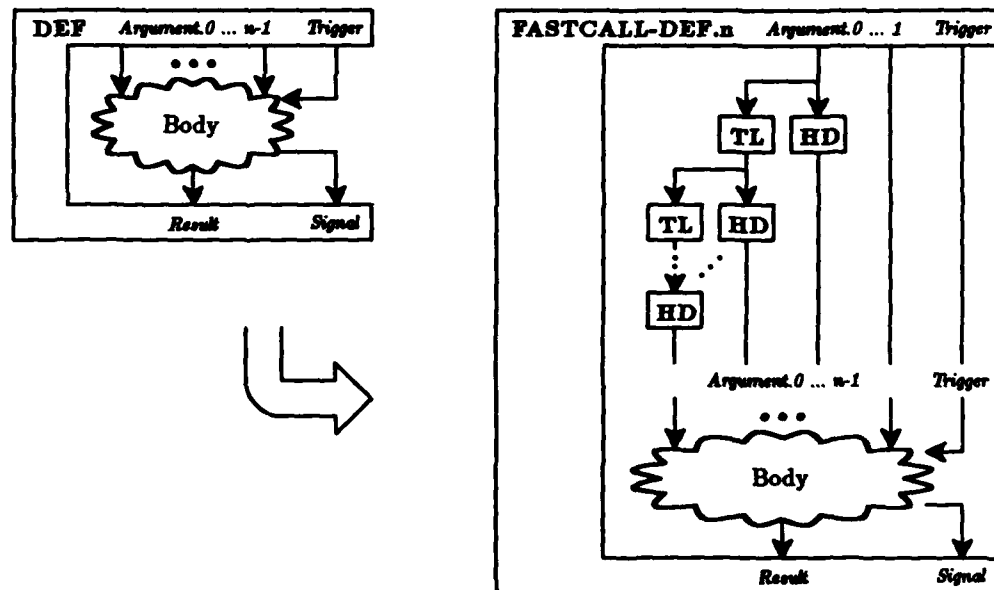 DEF Argument.0 ... n-1 Trigger
Body
Result Signal
FASTCALL-DEF.n Argument.0 ... 1 Trigger
TL HD
TL HD
HD
Argument.0 ... n-1 Trigger
Body
Result Signal